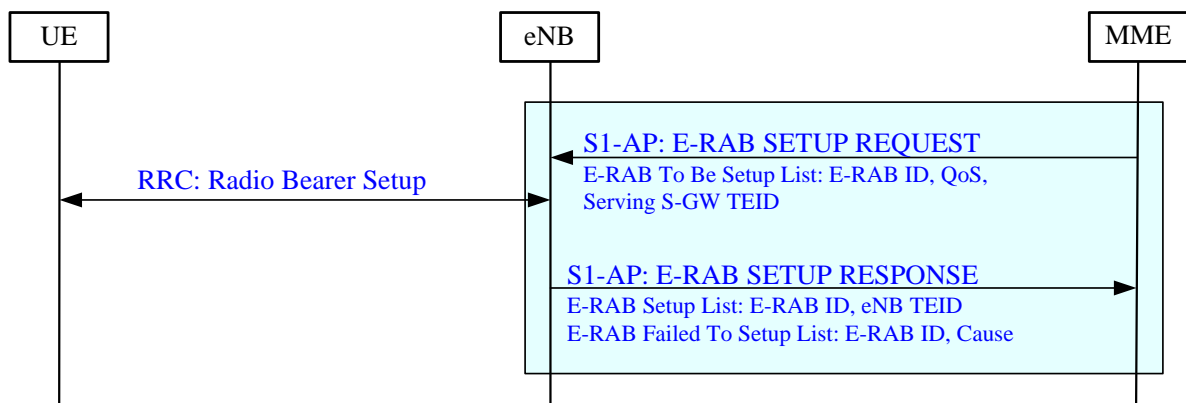 UE
eNB
MME
S1-AP: E-RAB SETUP REQUEST
E-RAB To Be Setup List: E-RAB ID, QoS,
Serving S-GW TEID
RRC: Radio Bearer Setup
S1-AP: E-RAB SETUP RESPONSE
E-RAB Setup List: E-RAB ID, eNB TEID
E-RAB Failed To Setup List: E-RAB ID, Cause